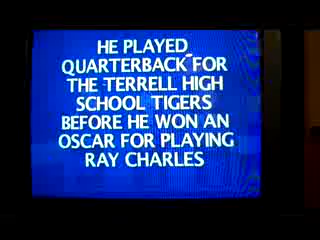 HE PLAYED
QUARTERBACK FOR
THE TERRELL HIGH
SCHOOL TIGERS
BEFORE HE WON AN
OSCAR FOR PLAYING
RAY CHARLES